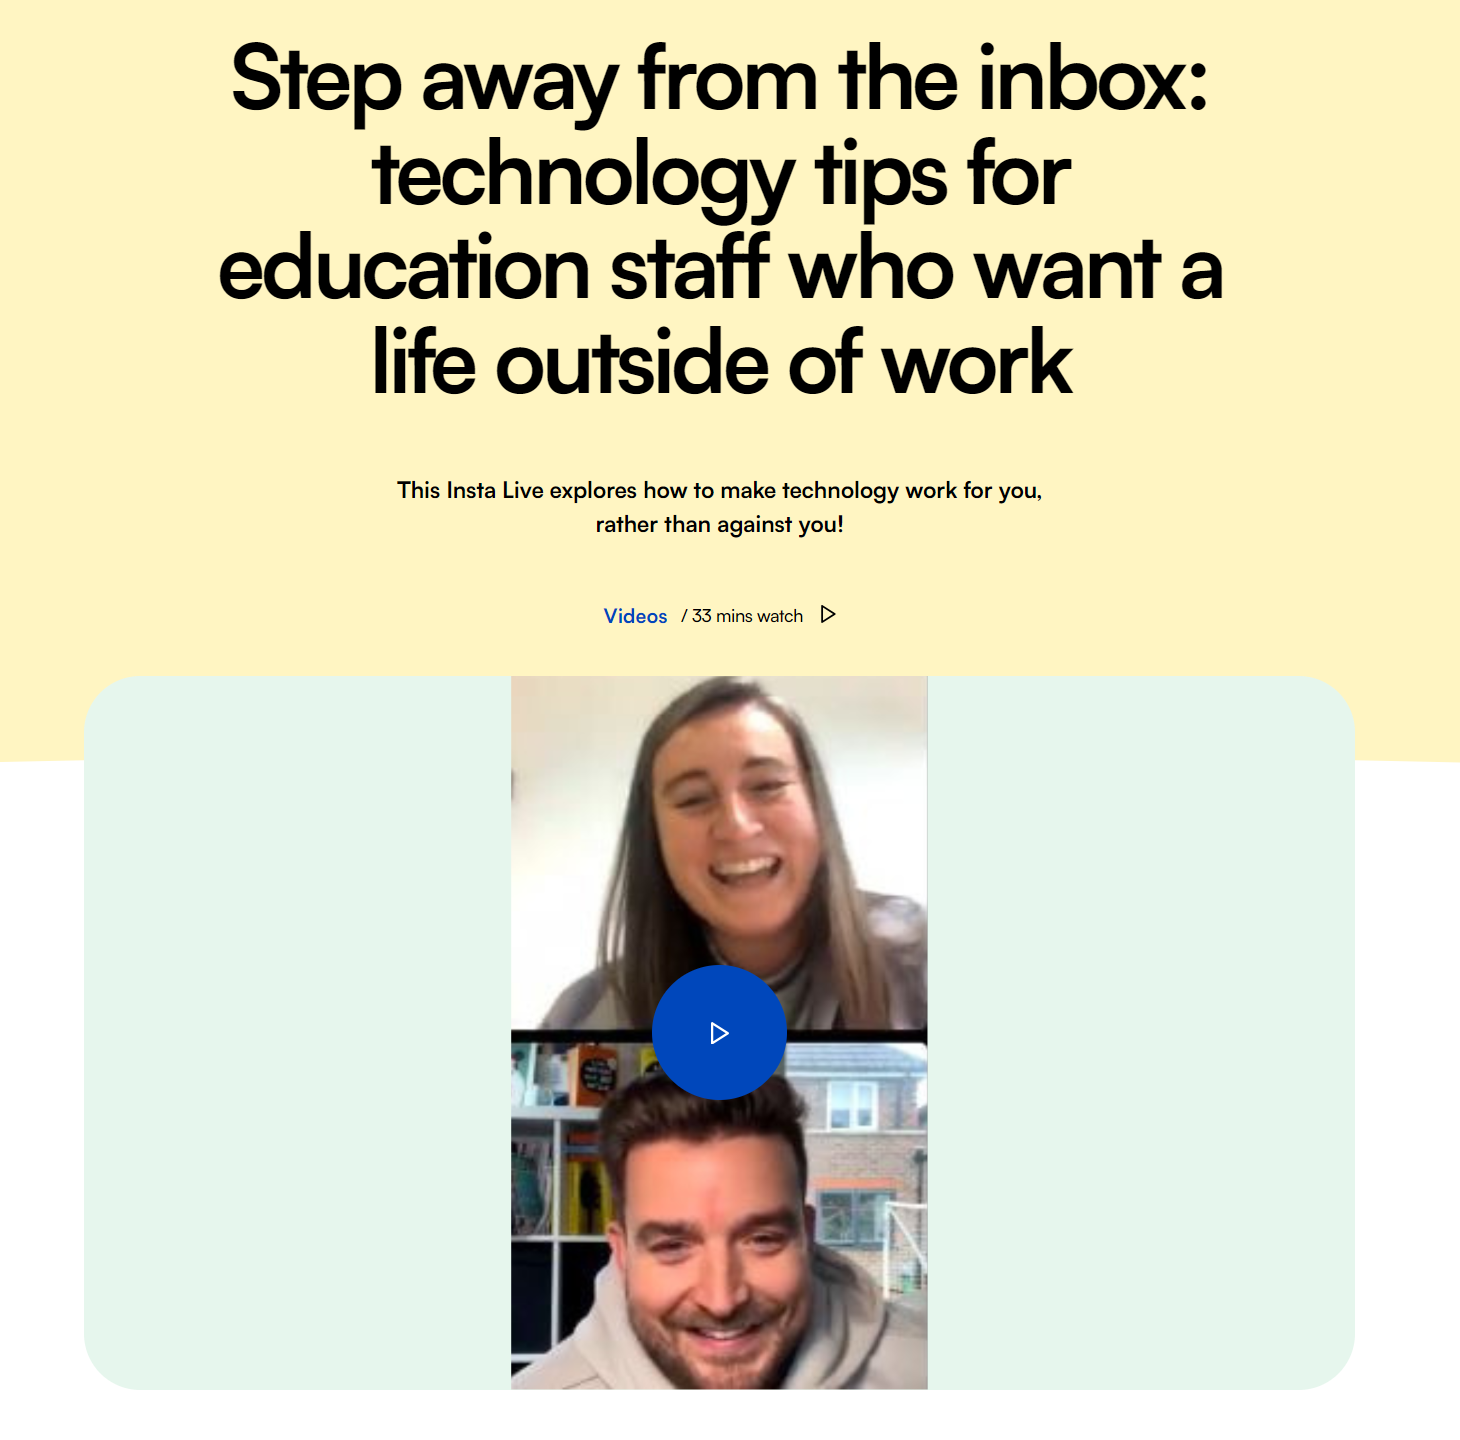 Step away from the inbox:
technology tips for
education staff who want a
life outside of work
This Insta Live explores how to make technology work for you,
rather than against you!
Videos / 33 mins watch